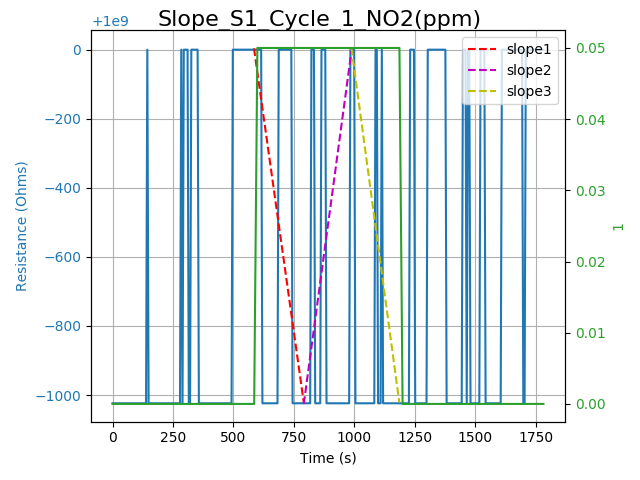 Slope_S1_Cycle_1_NO2(ppm)
+1e9
slope1
slope2
slope3
0
−200
−400
−600
−800
−1000
Resistance (Ohms)
0.05
0.04
0.03
0.02
0.01
0.00
1
0 250 500 750 1000 1250 1500 1750
Time (s)